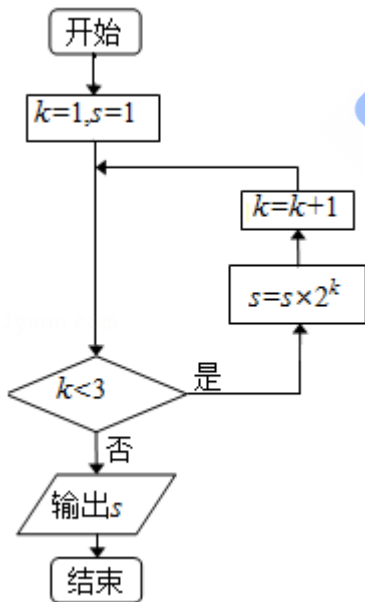 开始
k=1,s=1
k=k+1
s=s×2^k
k<3
是
否
输出s
结束